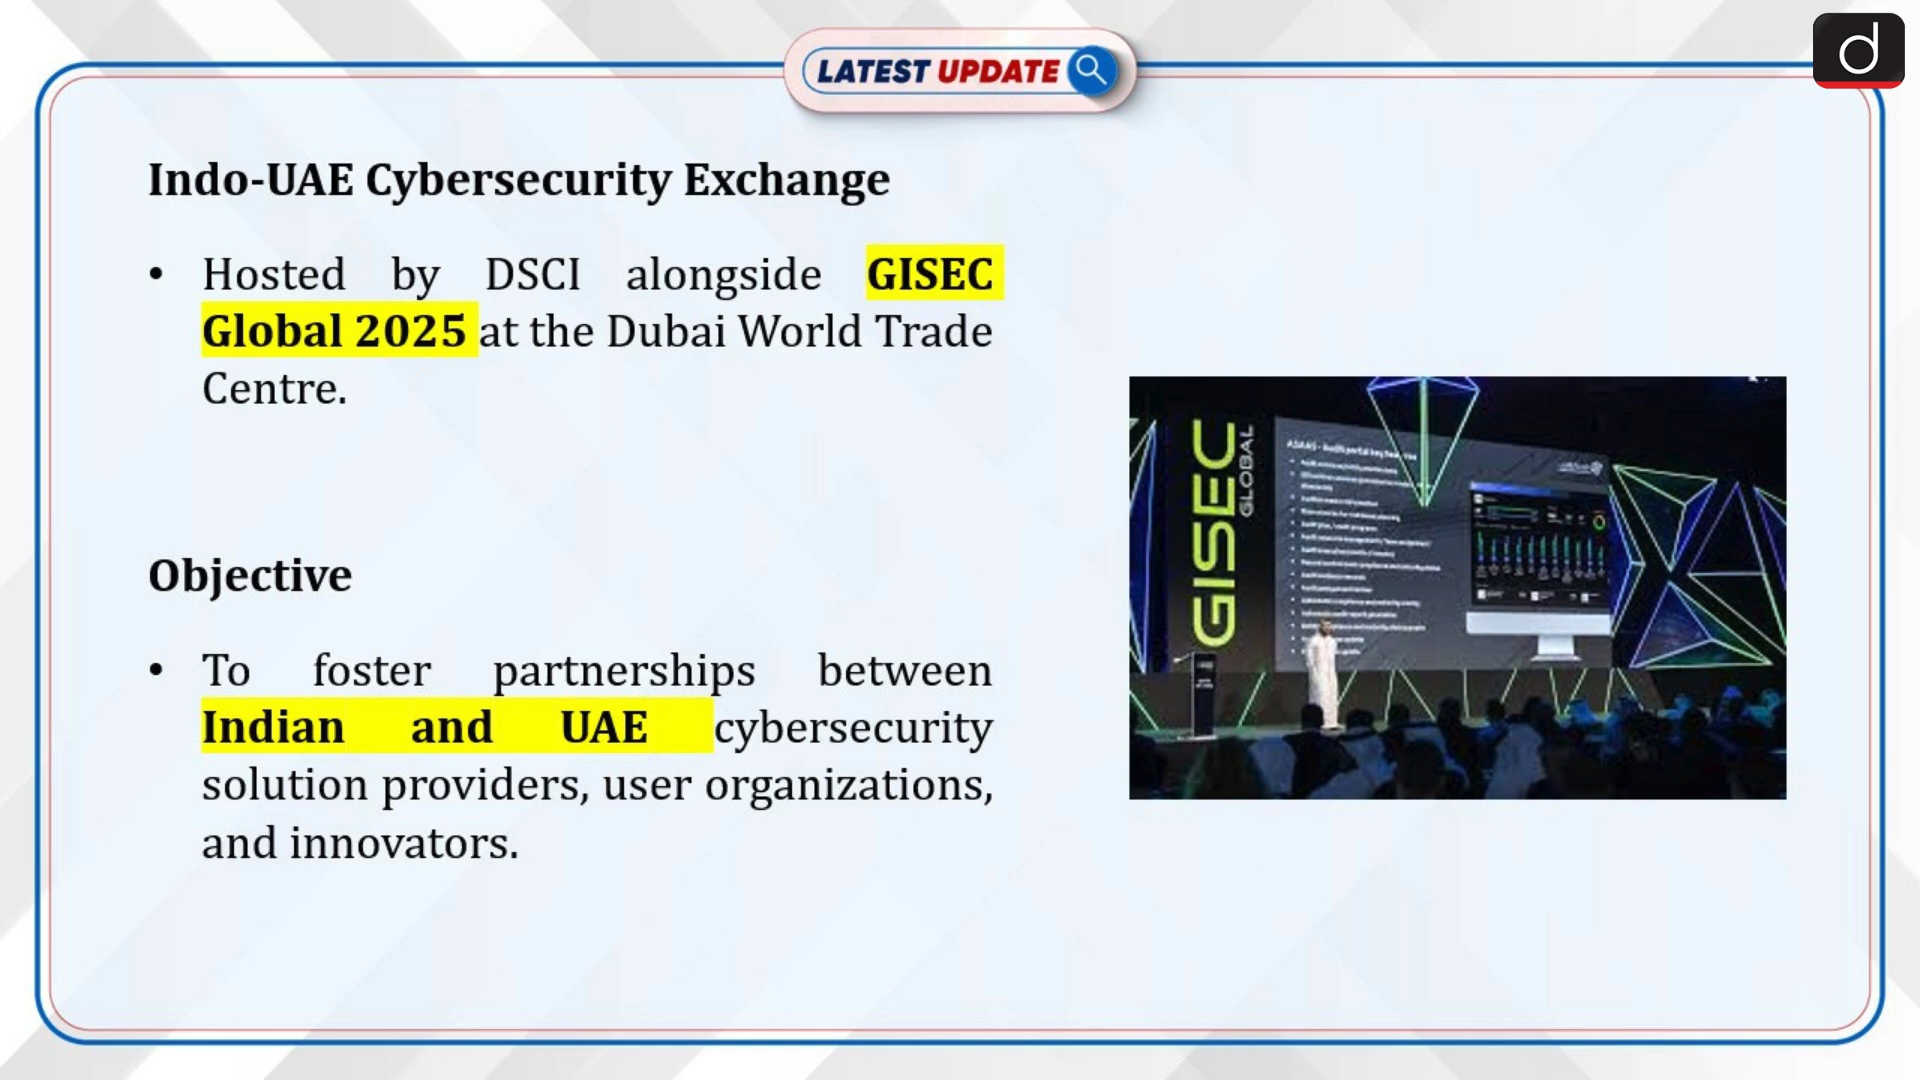 LATEST UPDATE
d
Indo-UAE Cybersecurity Exchange
• Hosted by DSCI alongside GISEC
Global 2025 at the Dubai World Trade
Centre.
Objective
• To foster partnerships between
Indian and UAE cybersecurity
solution providers, user organizations,
and innovators.
GISEC
GLOBAL